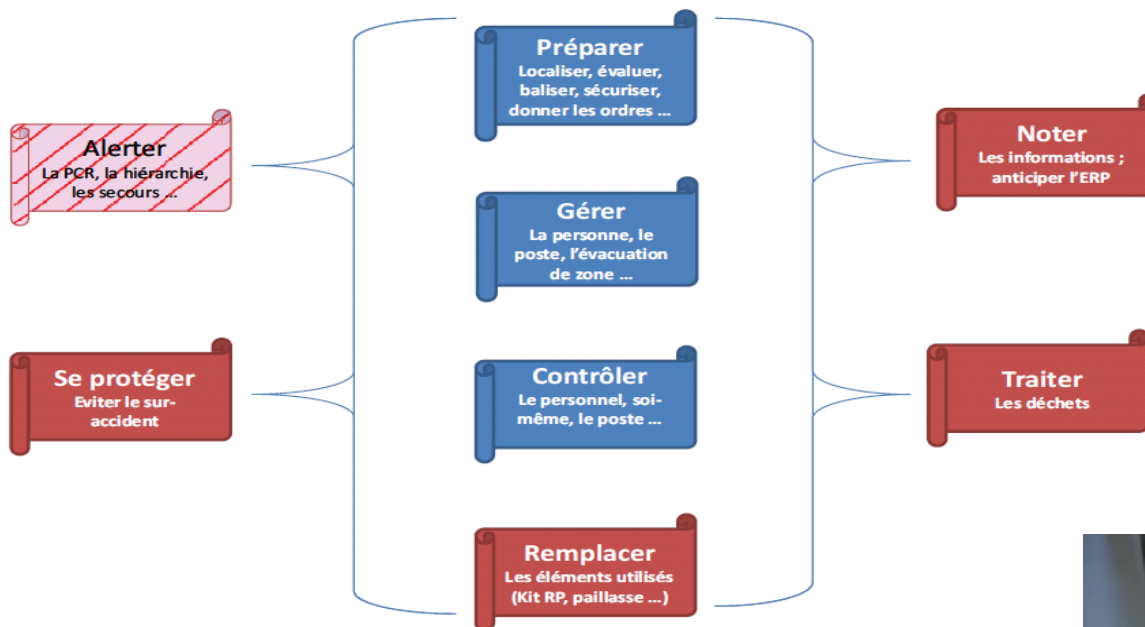 Alerter
La PCR, la hiérarchie,
les secours ...
Se protéger
Eviter le sur-
accident
Préparer
Localiser, évaluer,
baliser, sécuriser,
donner les ordres ...
Gérer
La personne, le
poste, l'évacuation
de zone ...
Contrôler
Le personnel, soi-
même, le poste ...
Remplacer
Les éléments utilisés
(Kit RP, paillasse ...)
Noter
Les informations ;
anticiper l'ERP
Traiter
Les déchets